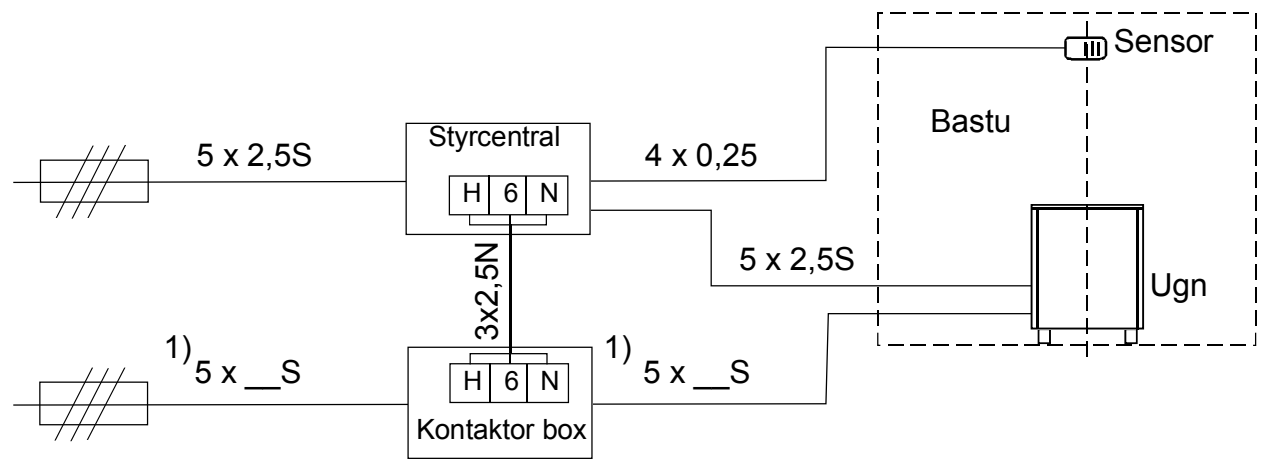 Sensor
Bastu
5 x 2,5S
Styrcentral
4 x 0,25
H 6 N
5 x 2,5S
Ugn
3x2,5N
1)
5 x __S
1)
5 x __S
H 6 N
Kontaktor box